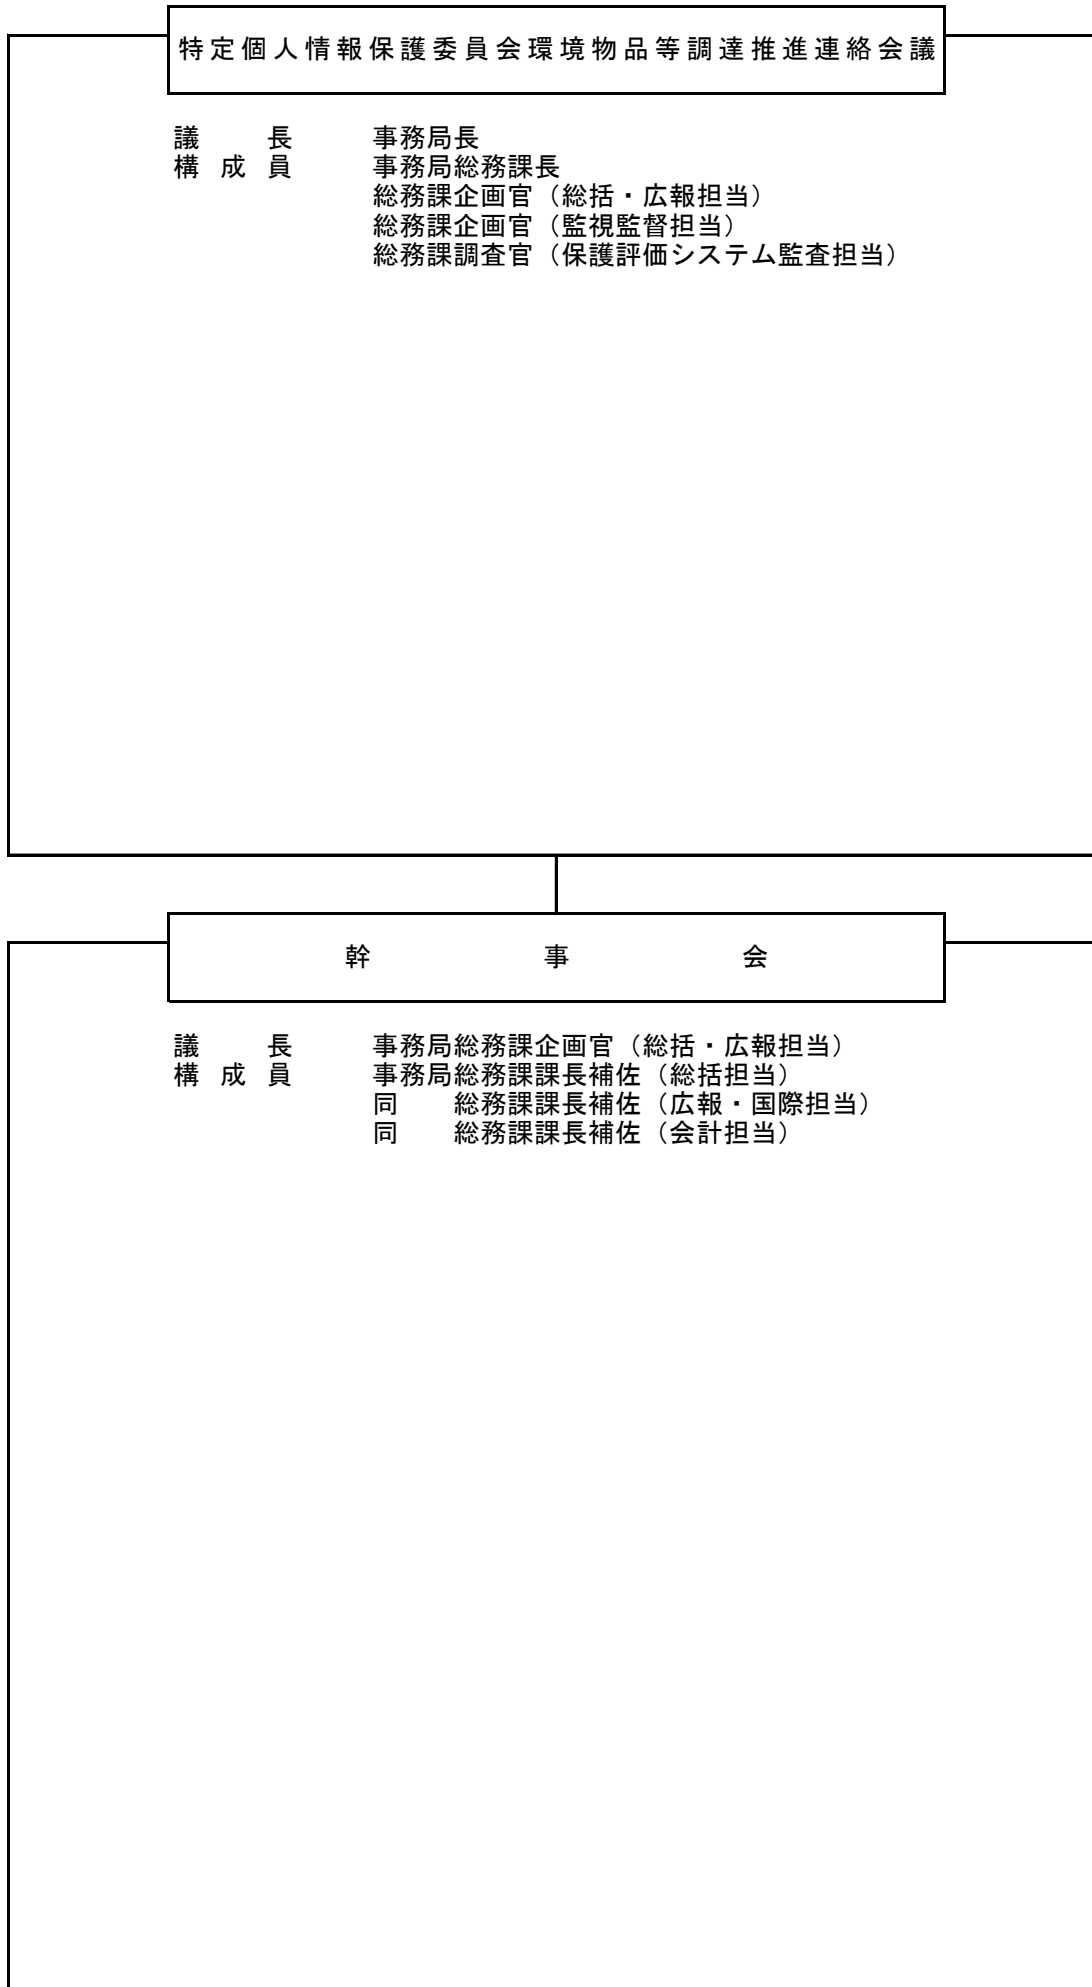 特定個人情報保護委員会環境物品等調達推進連絡会議
議　　長　　事務局長
構　成　員　　事務局総務課長
総務課企画官（総括・広報担当）
総務課企画官（監視監督担当）
総務課調査官（保護評価システム監査担当）
幹　　事　　会
議　　長　　事務局総務課企画官（総括・広報担当）
構　成　員　　事務局総務課課長補佐（総括担当）
同　　総務課課長補佐（広報・国際担当）
同　　総務課課長補佐（会計担当）